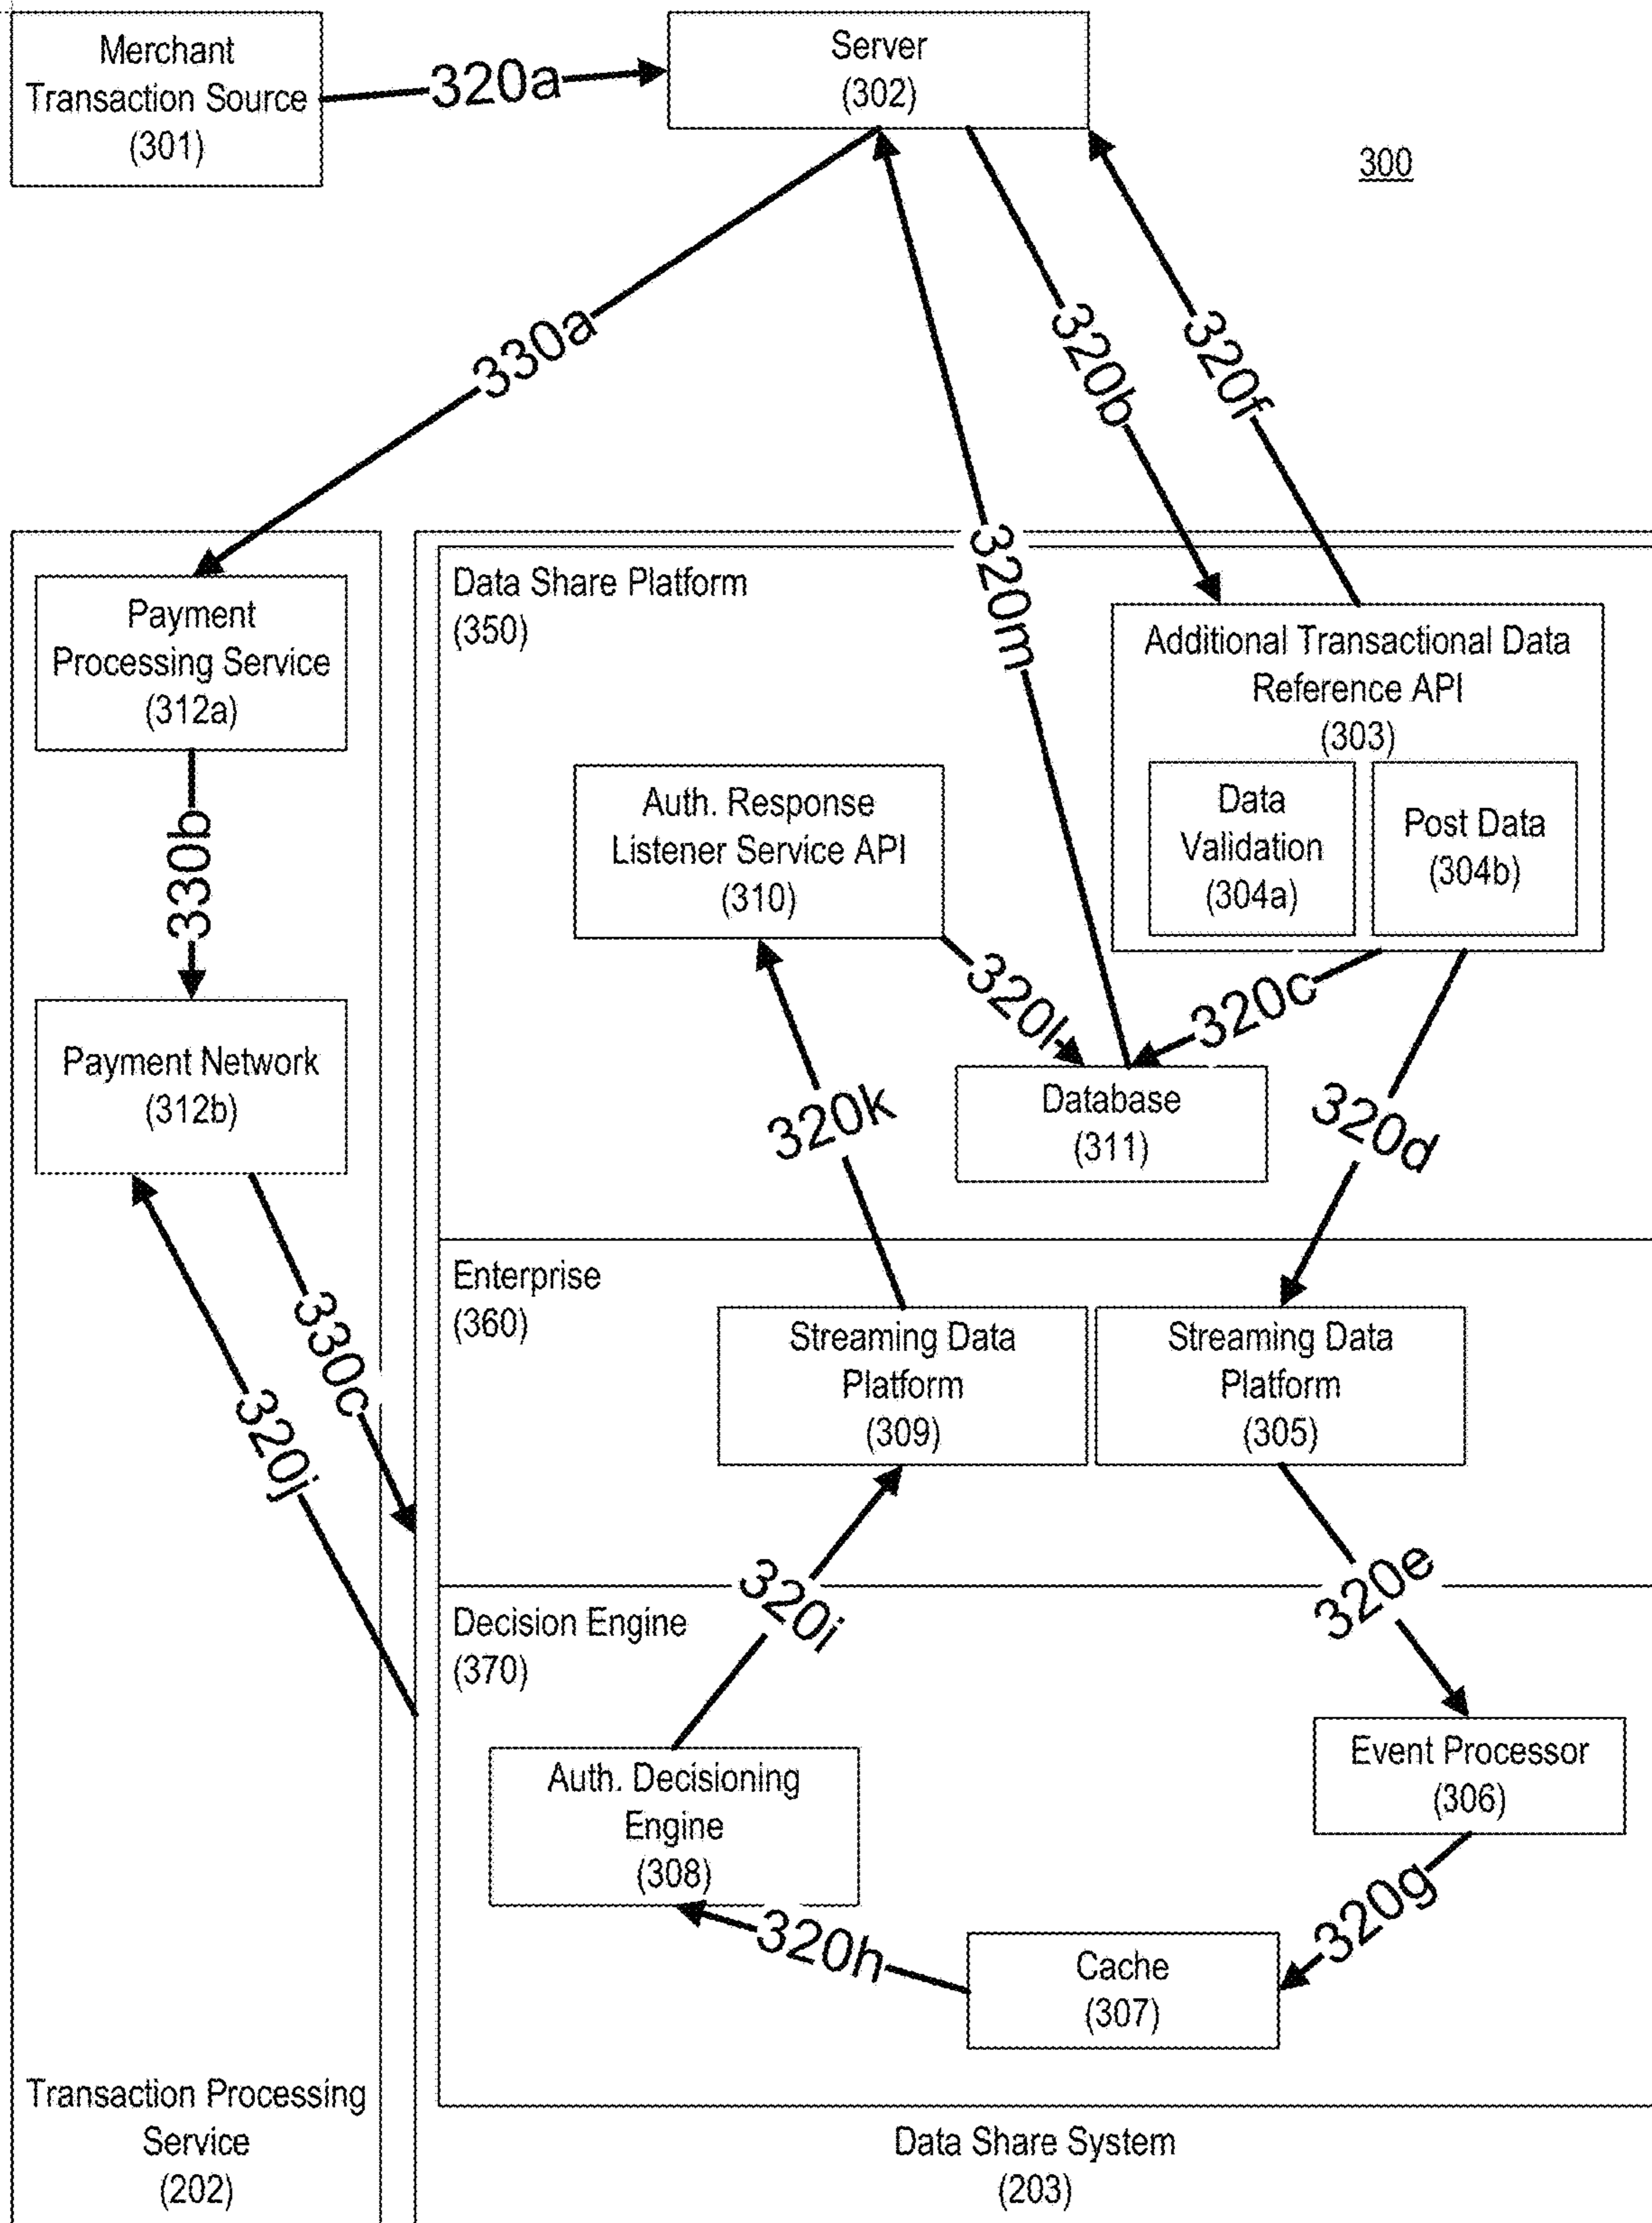 Merchant
Transaction Source
(301)
320a
Server
(302)
300
330a
320b
320f
320m
Payment
Processing Service
(312a)
330b
Payment Network
(312b)
330c
320j
Transaction Processing
Service
(202)
Data Share Platform
(350)
Additional Transactional Data
Reference API
(303)
Data
Validation
(304a)
Post Data
(304b)
Auth. Response
Listener Service API
(310)
320l
320c
Database
(311)
320k
320d
Enterprise
(360)
Streaming Data
Platform
(309)
Streaming Data
Platform
(305)
320i
320e
Decision Engine
(370)
Auth. Decisioning
Engine
(308)
Event Processor
(306)
320h
320g
Cache
(307)
Data Share System
(203)